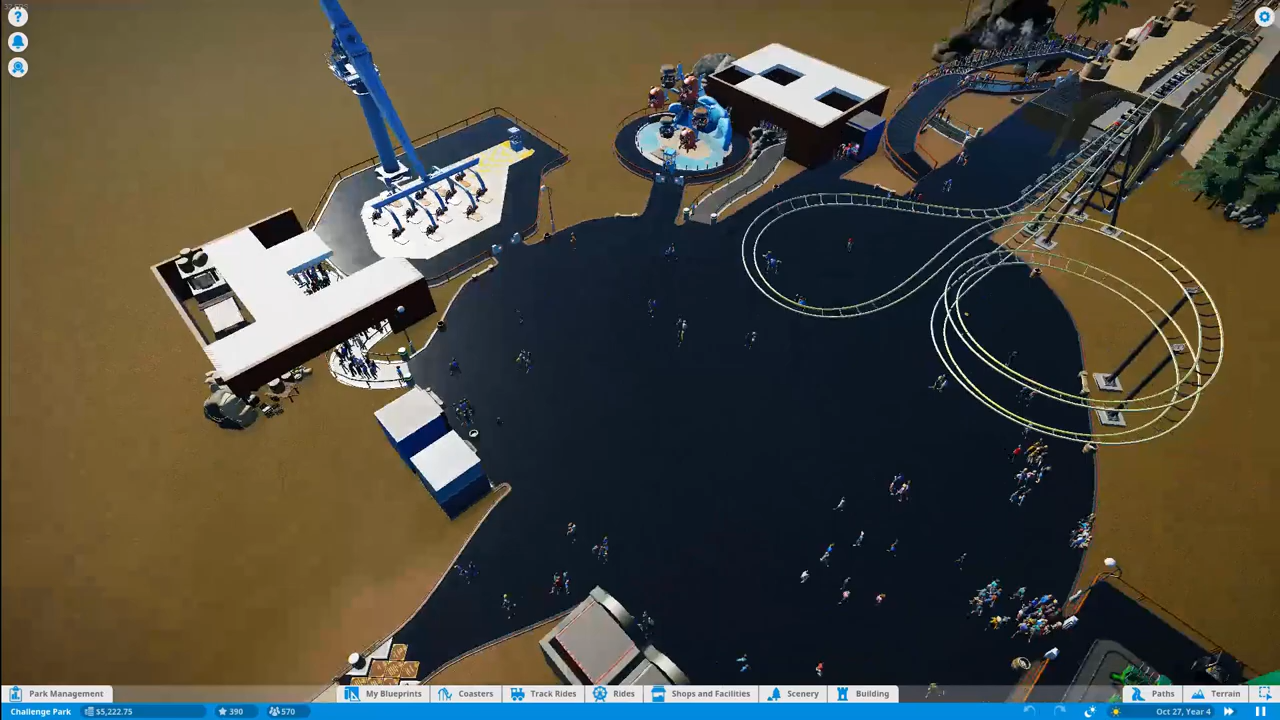 ?
Park Management
My Blueprints
Coasters
Track Rides
Rides
Shops and Facilities
Scenery
Building
Paths
Terrain
Challenge Park
$5,222.75
390
570
Oct 27, Year 4